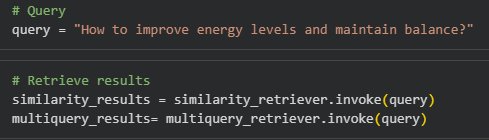 # Query
query = "How to improve energy levels and maintain balance?"
# Retrieve results
similarity_results = similarity_retriever.invoke(query)
multiquery_results= multiquery_retriever.invoke(query)